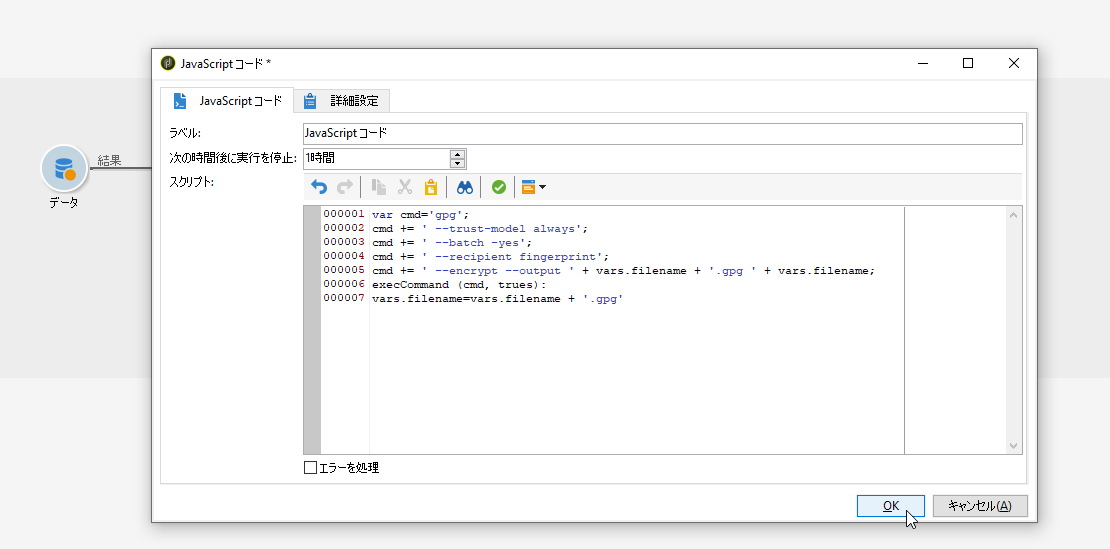 JavaScript コード *
JavaScript コード
詳細設定
ラベル:
JavaScript コード
次の時間後に実行を停止:
1時間
スクリプト:
結果
データ
000001 var cmd='gpg';
000002 cmd += ' --trust-model always';
000003 cmd += ' --batch -yes';
000004 cmd += ' --recipient fingerprint';
000005 cmd += ' --encrypt --output ' + vars.filename + '.gpg ' + vars.filename;
000006 execCommand (cmd, trues):
000007 vars.filename=vars.filename + '.gpg'
エラーを処理
OK
キャンセル(A)